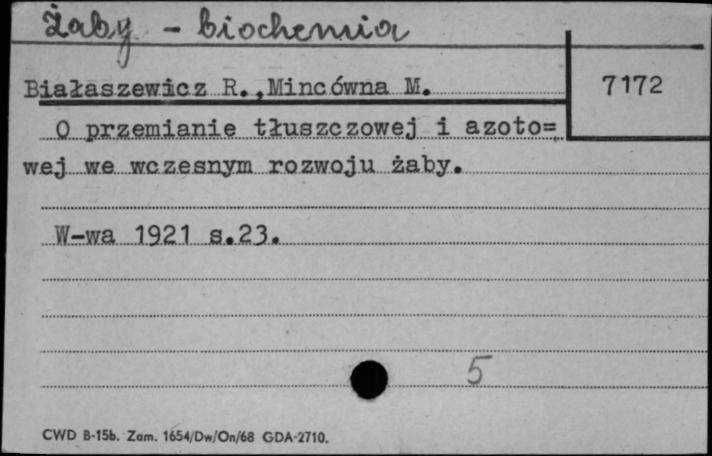 Żaby - biochemia
Białaszewicz R.,Mincówna M.
7172
O przemianie tłuszczowej i azoto=
wej we wczesnym rozwoju żaby.
W-wa 1921 s.23.
5
CWD B-15b. Zam. 1654/Dw/On/68 GDA-2710.